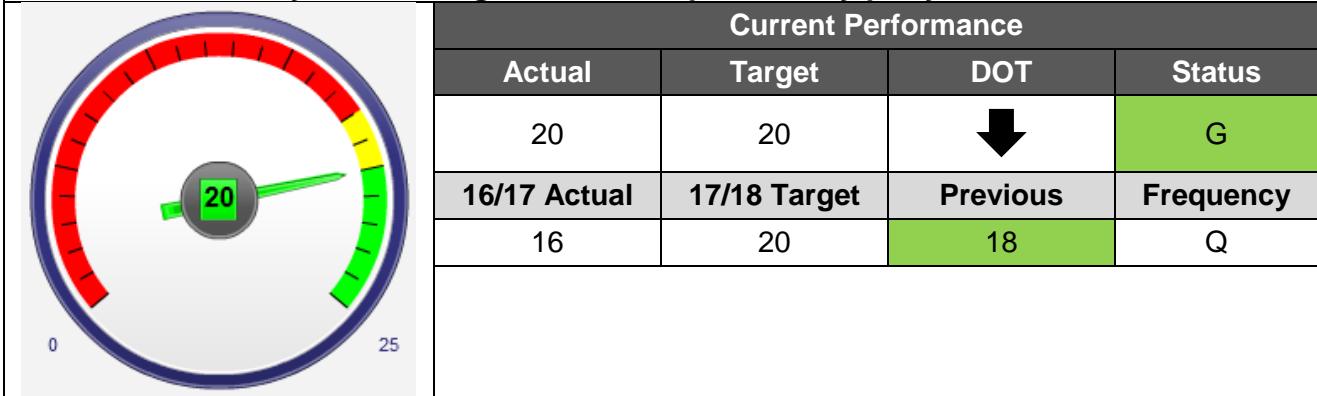 Current Performance
Actual Target DOT Status
20 20 G
16/17 Actual 17/18 Target Previous Frequency
16 20 18 Q
20
0 25